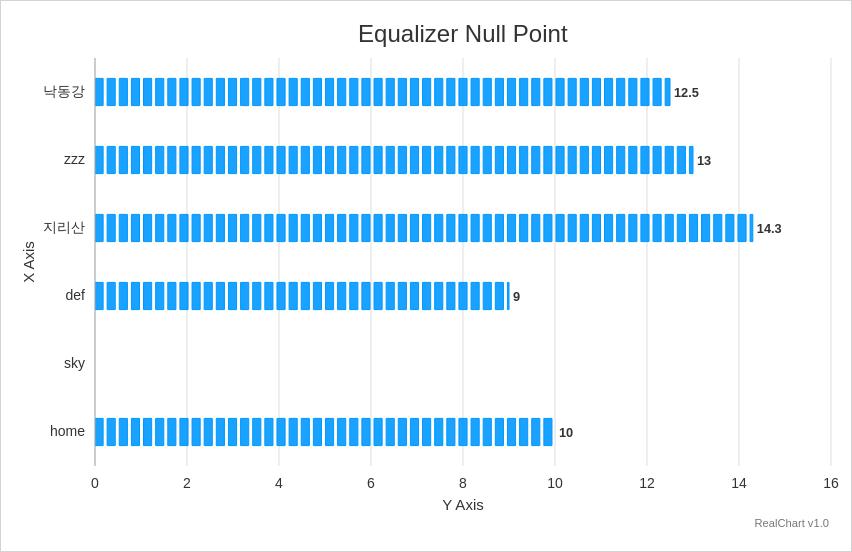 Equalizer Null Point
낙동강
12.5
zzz
13
지리산
14.3
X Axis
def
9
sky
home
10
0 2 4 6 8 10 12 14 16
Y Axis
RealChart v1.0